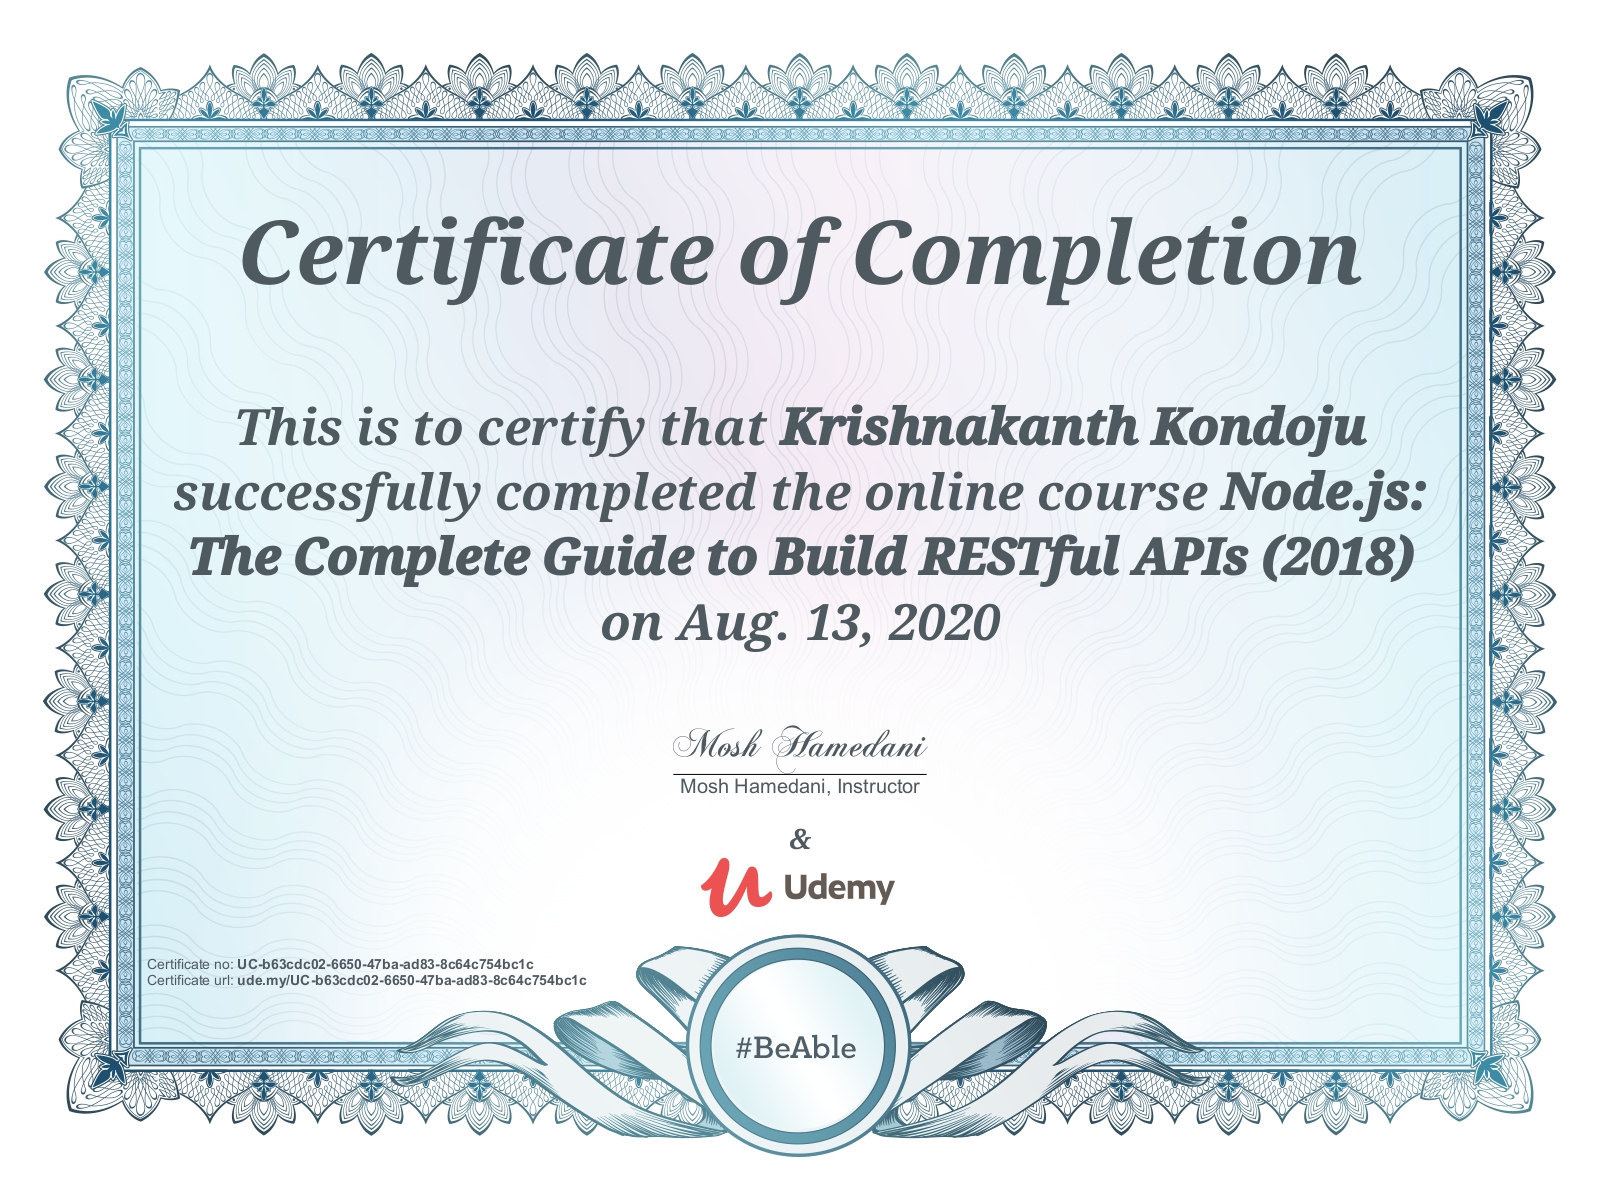 Certificate of Completion
This is to certify that Krishnakanth Kondoju
successfully completed the online course Node.js:
The Complete Guide to Build RESTful APIs (2018)
on Aug. 13, 2020
Mosh Hamedani
Mosh Hamedani, Instructor
&
Udemy
Certificate no: UC-b63cdc02-6650-47ba-ad83-8c64c754bc1c
Certificate url: ude.my/UC-b63cdc02-6650-47ba-ad83-8c64c754bc1c
#BeAble